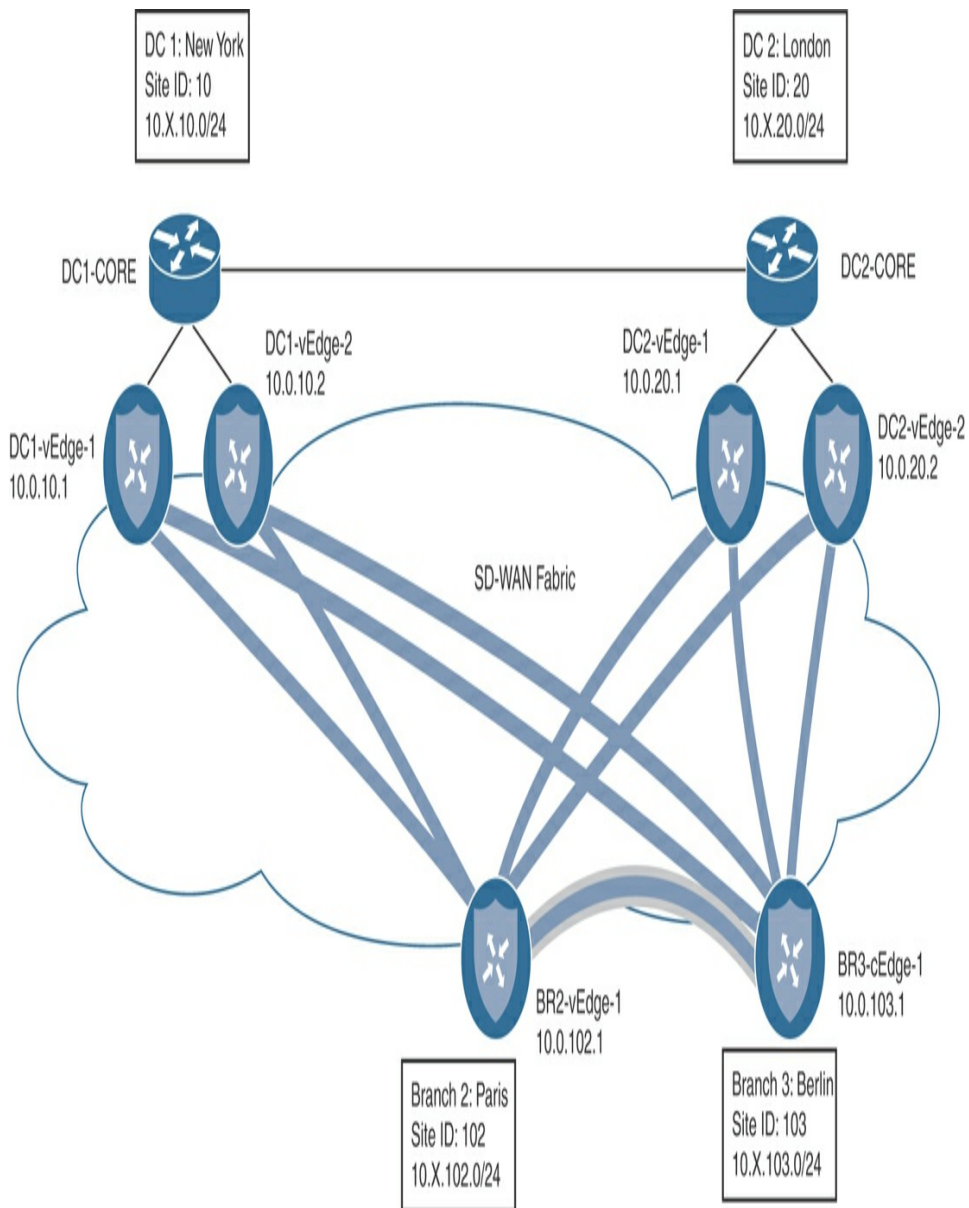 DC 1: New York
Site ID: 10
10.X.10.0/24
DC 2: London
Site ID: 20
10.X.20.0/24
DC1-CORE
DC2-CORE
DC1-vEdge-2
10.0.10.2
DC2-vEdge-1
10.0.20.1
DC1-vEdge-1
10.0.10.1
DC2-vEdge-2
10.0.20.2
SD-WAN Fabric
BR2-vEdge-1
10.0.102.1
BR3-cEdge-1
10.0.103.1
Branch 2: Paris
Site ID: 102
10.X.102.0/24
Branch 3: Berlin
Site ID: 103
10.X.103.0/24